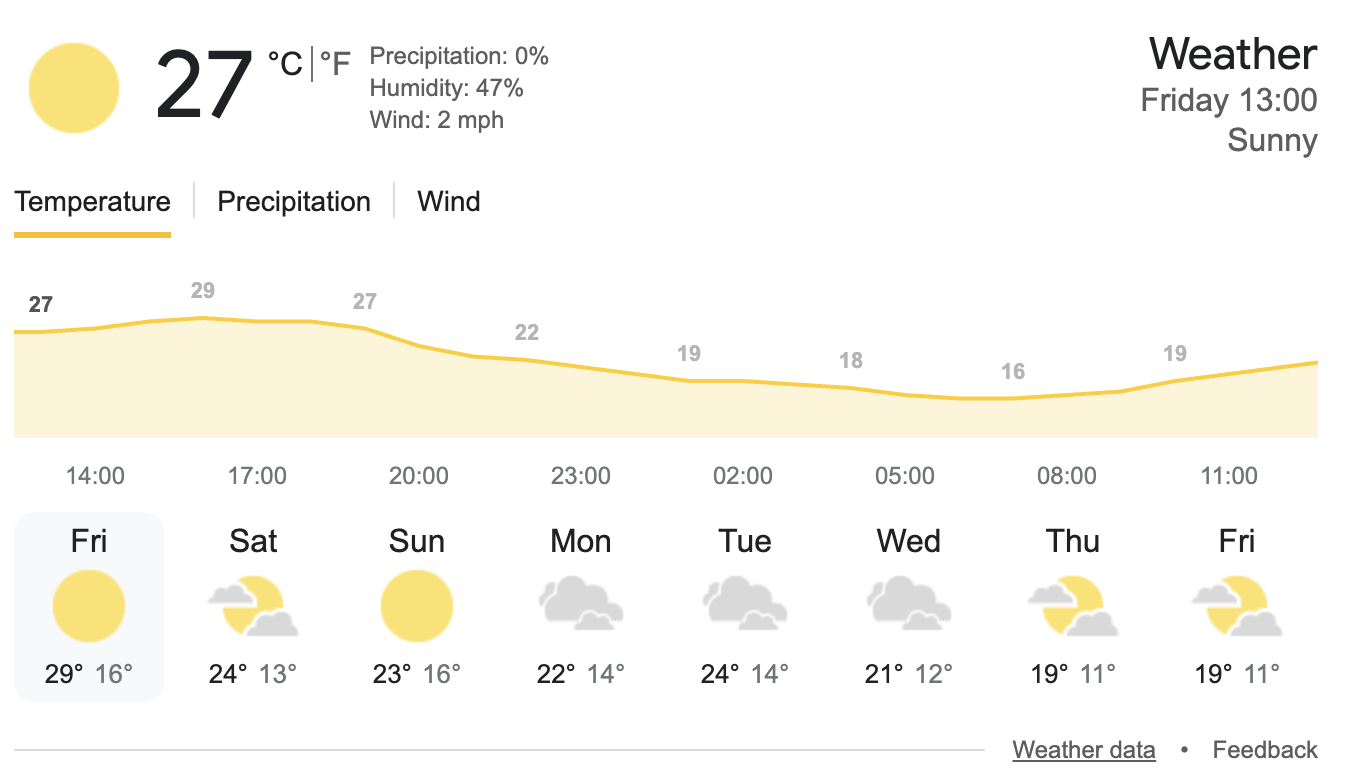 27 °C | °F
Precipitation: 0%
Humidity: 47%
Wind: 2 mph
Weather
Friday 13:00
Sunny
Temperature Precipitation Wind
27 29 27 22 19 18 16 19
14:00 17:00 20:00 23:00 02:00 05:00 08:00 11:00
Fri Sat Sun Mon Tue Wed Thu Fri
29° 16° 24° 13° 23° 16° 22° 14° 24° 14° 21° 12° 19° 11° 19° 11°
Weather data • Feedback